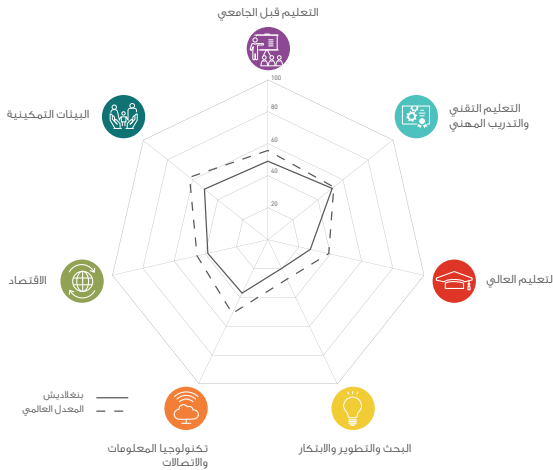 التعليم قبل الجامعي
100
80
60
40
20
التعليم التقني
والتدريب المهني
البيئات التمكينية
لتعليم العالي
الاقتصاد
بنغلاديش
المعدل العالمي
البحث والتطوير والابتكار
تكنولوجيا المعلومات
والاتصالات